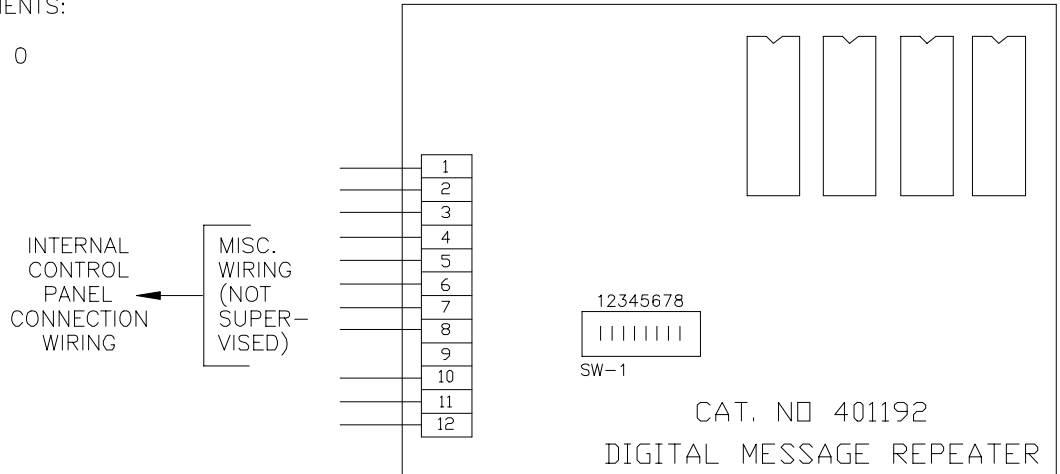 0
1
2
3
4
5
6
7
8
9
10
11
12
INTERNAL
CONTROL
PANEL
CONNECTION
WIRING
MISC.
WIRING
(NOT
SUPER-
VISED)
12345678
SW-1
CAT. NO 401192
DIGITAL MESSAGE REPEATER